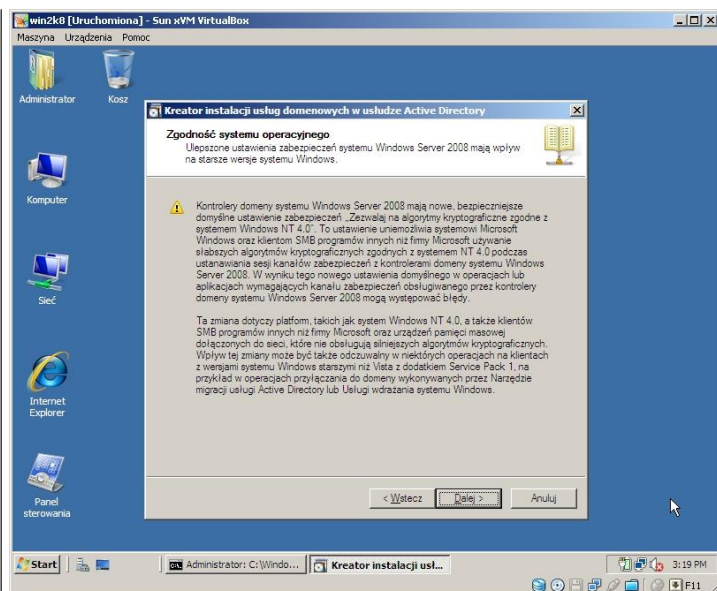 win2k8 [Uruchomiona] - Sun xVM VirtualBox
Maszyna Urządzenia Pomoc
Administrator Kosz
Komputer
Sieć
Internet
Explorer
Panel
sterowania
Kreator instalacji usług domenowych w usłudze Active Directory
Zgodność systemu operacyjnego
Ulepszone ustawienia zabezpieczeń systemu Windows Server 2008 mają wpływ
na starsze wersje systemu Windows.
Kontrolery domeny systemu Windows Server 2008 mają nowe, bezpieczniejsze
domyślne ustawienie zabezpieczeń „Zezwalaj na algorytmy kryptograficzne zgodne z
systemem Windows NT 4.0”. To ustawienie uniemożliwia systemowi Microsoft
Windows oraz klientom SMB programów innych niż firmy Microsoft używanie
słabszych algorytmów kryptograficznych zgodnych z systemem NT 4.0 podczas
ustanawiania sesji kanałów zabezpieczeń z kontrolerami domeny systemu Windows
Server 2008. W wyniku tego nowego ustawienia domyślnego w operacjach lub
aplikacjach wymagających kanału zabezpieczeń obsługiwanego przez kontrolery
domeny systemu Windows Server 2008 mogą występować błędy.
Ta zmiana dotyczy platform, takich jak system Windows NT 4.0, a także klientów
SMB programów innych niż firmy Microsoft oraz urządzeń pamięci masowej
dołączonych do sieci, które nie obsługują silniejszych algorytmów kryptograficznych.
Wpływ tej zmiany może być także odczuwalny w niektórych operacjach na klientach
z wersjami systemu Windows starszymi niż Vista z dodatkiem Service Pack 1, na
przykład w operacjach przyłączania do domeny wykonywanych przez Narzędzie
migracji usługi Active Directory lub Usługi wdrażania systemu Windows.
< Wstecz Dalej > Anuluj
Start Administrator: C:\Windo... Kreator instalacji usł... 3:19 PM
F11